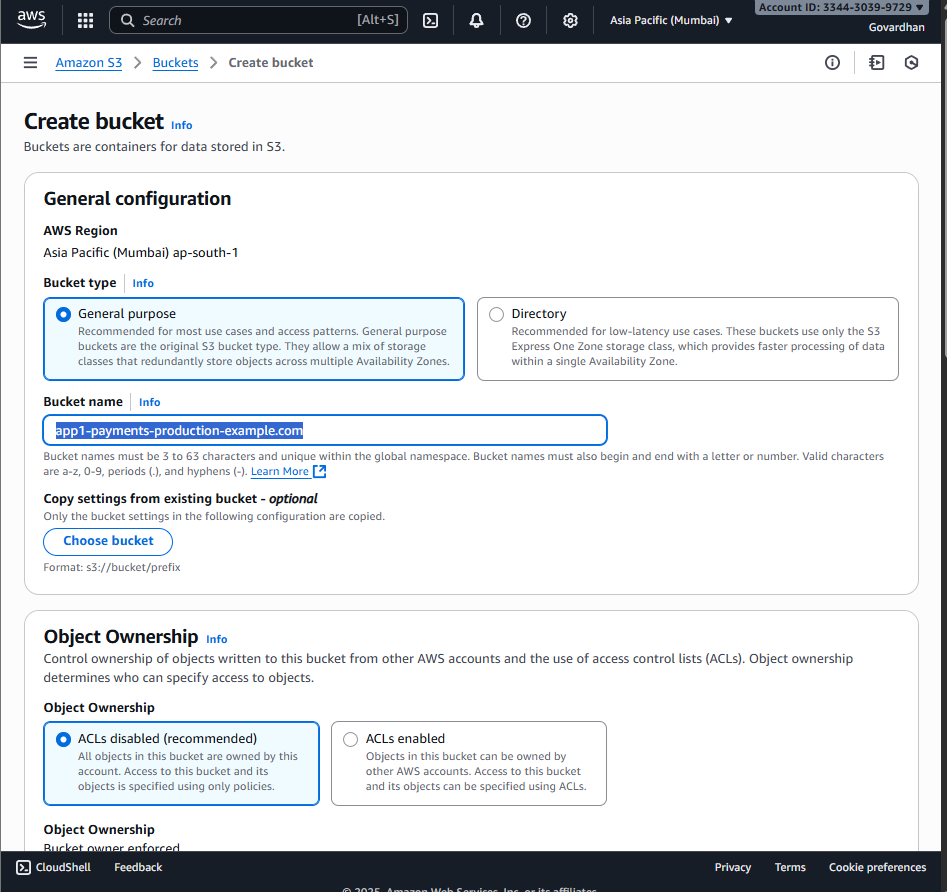 aws
Search [Alt+S]
Asia Pacific (Mumbai) ▼
Account ID: 3344-3039-9729 ▼
Govardhan
Amazon S3 > Buckets > Create bucket
Create bucket Info
Buckets are containers for data stored in S3.
General configuration
AWS Region
Asia Pacific (Mumbai) ap-south-1
Bucket type Info
General purpose
Recommended for most use cases and access patterns. General purpose
buckets are the original S3 bucket type. They allow a mix of storage
classes that redundantly store objects across multiple Availability Zones.
Directory
Recommended for low-latency use cases. These buckets use only the S3
Express One Zone storage class, which provides faster processing of data
within a single Availability Zone.
Bucket name Info
app1-payments-production-example.com
Bucket names must be 3 to 63 characters and unique within the global namespace. Bucket names must also begin and end with a letter or number. Valid characters
are a-z, 0-9, periods (.), and hyphens (-). Learn More
Copy settings from existing bucket - optional
Only the bucket settings in the following configuration are copied.
Choose bucket
Format: s3://bucket/prefix
Object Ownership Info
Control ownership of objects written to this bucket from other AWS accounts and the use of access control lists (ACLs). Object ownership
determines who can specify access to objects.
Object Ownership
ACLs disabled (recommended)
All objects in this bucket are owned by this
account. Access to this bucket and its
objects is specified using only policies.
ACLs enabled
Objects in this bucket can be owned by
other AWS accounts. Access to this bucket
and its objects can be specified using ACLs.
Object Ownership
Bucket owner enforced
CloudShell Feedback Privacy Terms Cookie preferences
© 2025, Amazon Web Services, Inc. or its affiliates.